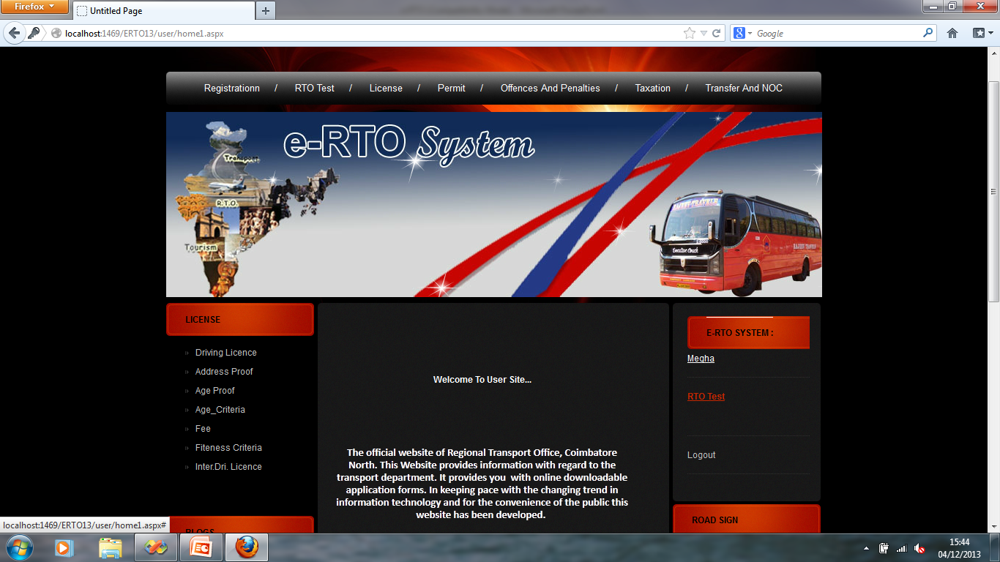 Firefox
Untitled Page
localhost:1469/ERTO13/user/home1.aspx
Google
Registrationn / RTO Test / License / Permit / Offences And Penalties / Taxation / Transfer And NOC
e-RTO System
Transport
R.T.O.
Tourism
Executive Coach
LICENSE
Driving Licence
Address Proof
Age Proof
Age_Criteria
Fee
Fiteness Criteria
Inter.Dri. Licence
BLOGS
Welcome To User Site...
The official website of Regional Transport Office, Coimbatore
North. This Website provides information with regard to the
transport department. It provides you with online downloadable
application forms. In keeping pace with the changing trend in
information technology and for the convenience of the public this
website has been developed.
E-RTO SYSTEM :
Megha
RTO Test
Logout
ROAD SIGN
localhost:1469/ERTO13/user/home1.aspx#
15:44
04/12/2013